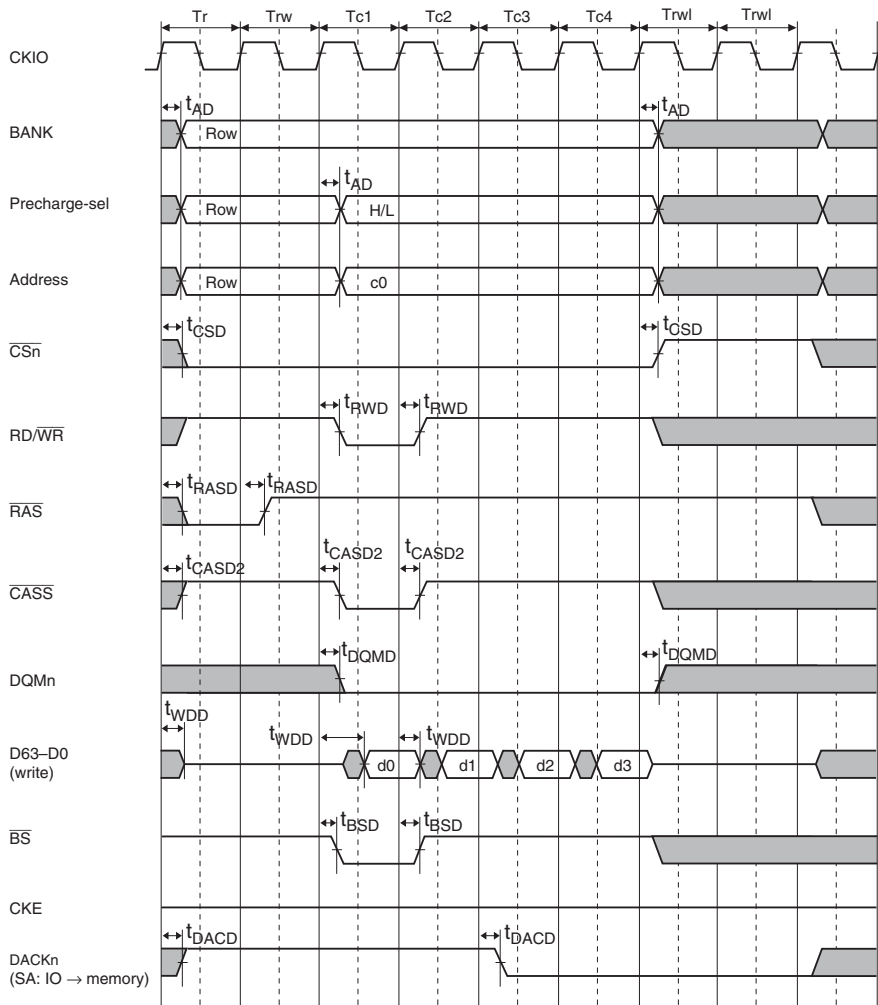 Tr Trw Tc1 Tc2 Tc3 Tc4 Trwl Trwl
CKIO
tAD tAD
BANK Row
tAD
Precharge-sel Row H/L
Address Row c0
tCSD tCSD
CSn
tRWD tRWD
RD/WR
tRASD tRASD
RAS
tCASD2 tCASD2 tCASD2
CASS
tDQMD tDQMD
DQMn
tWDD tWDD tWDD
D63–D0
(write)
d0 d1 d2 d3
tBSD tBSD
BS
CKE
tDACD tDACD
DACKn
(SA: IO → memory)